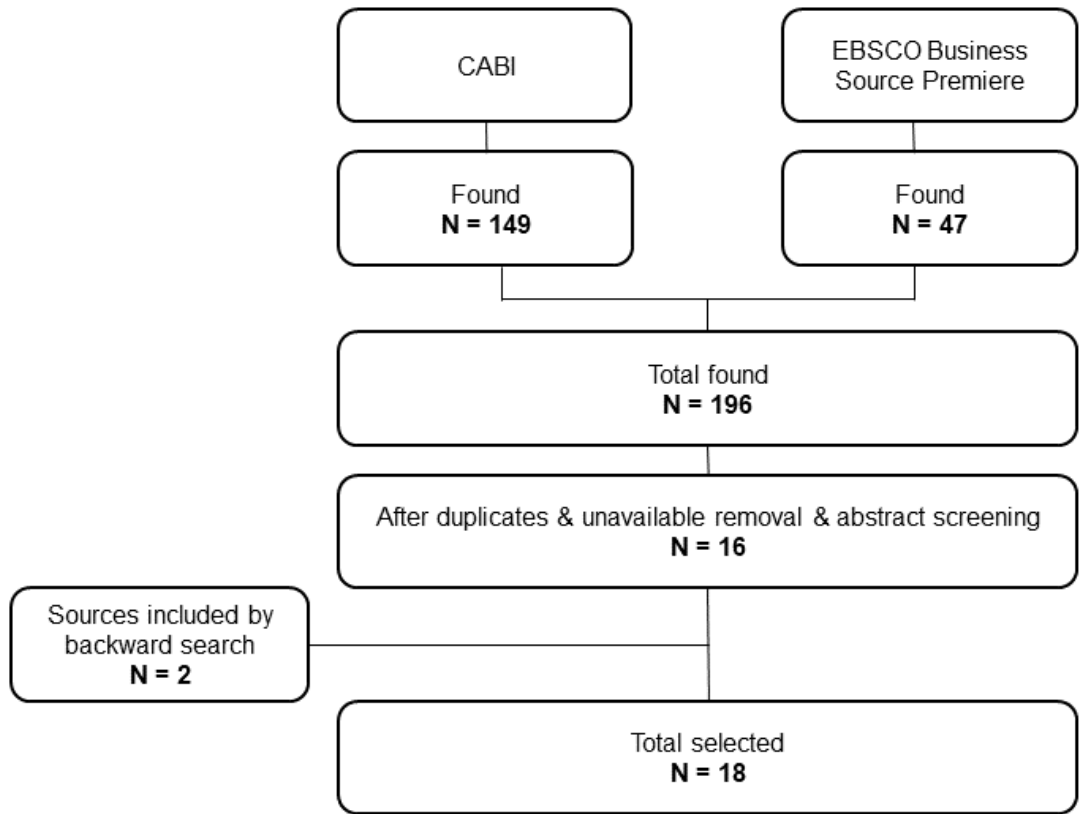 CABI
EBSCO Business
Source Premiere
Found
N = 149
Found
N = 47
Total found
N = 196
After duplicates & unavailable removal & abstract screening
N = 16
Sources included by
backward search
N = 2
Total selected
N = 18